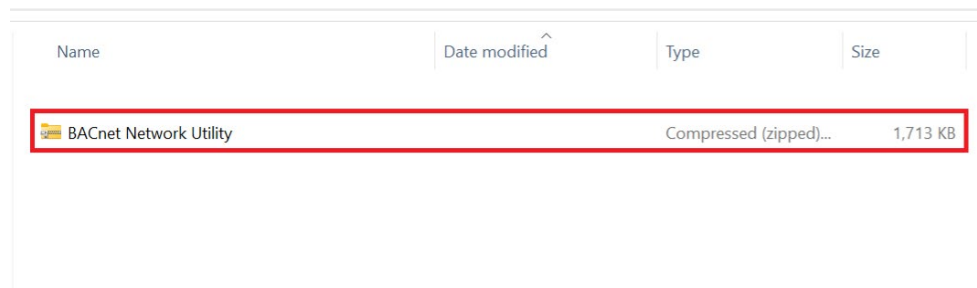 Name Date modified Type Size
BACnet Network Utility Compressed (zipped)... 1,713 KB